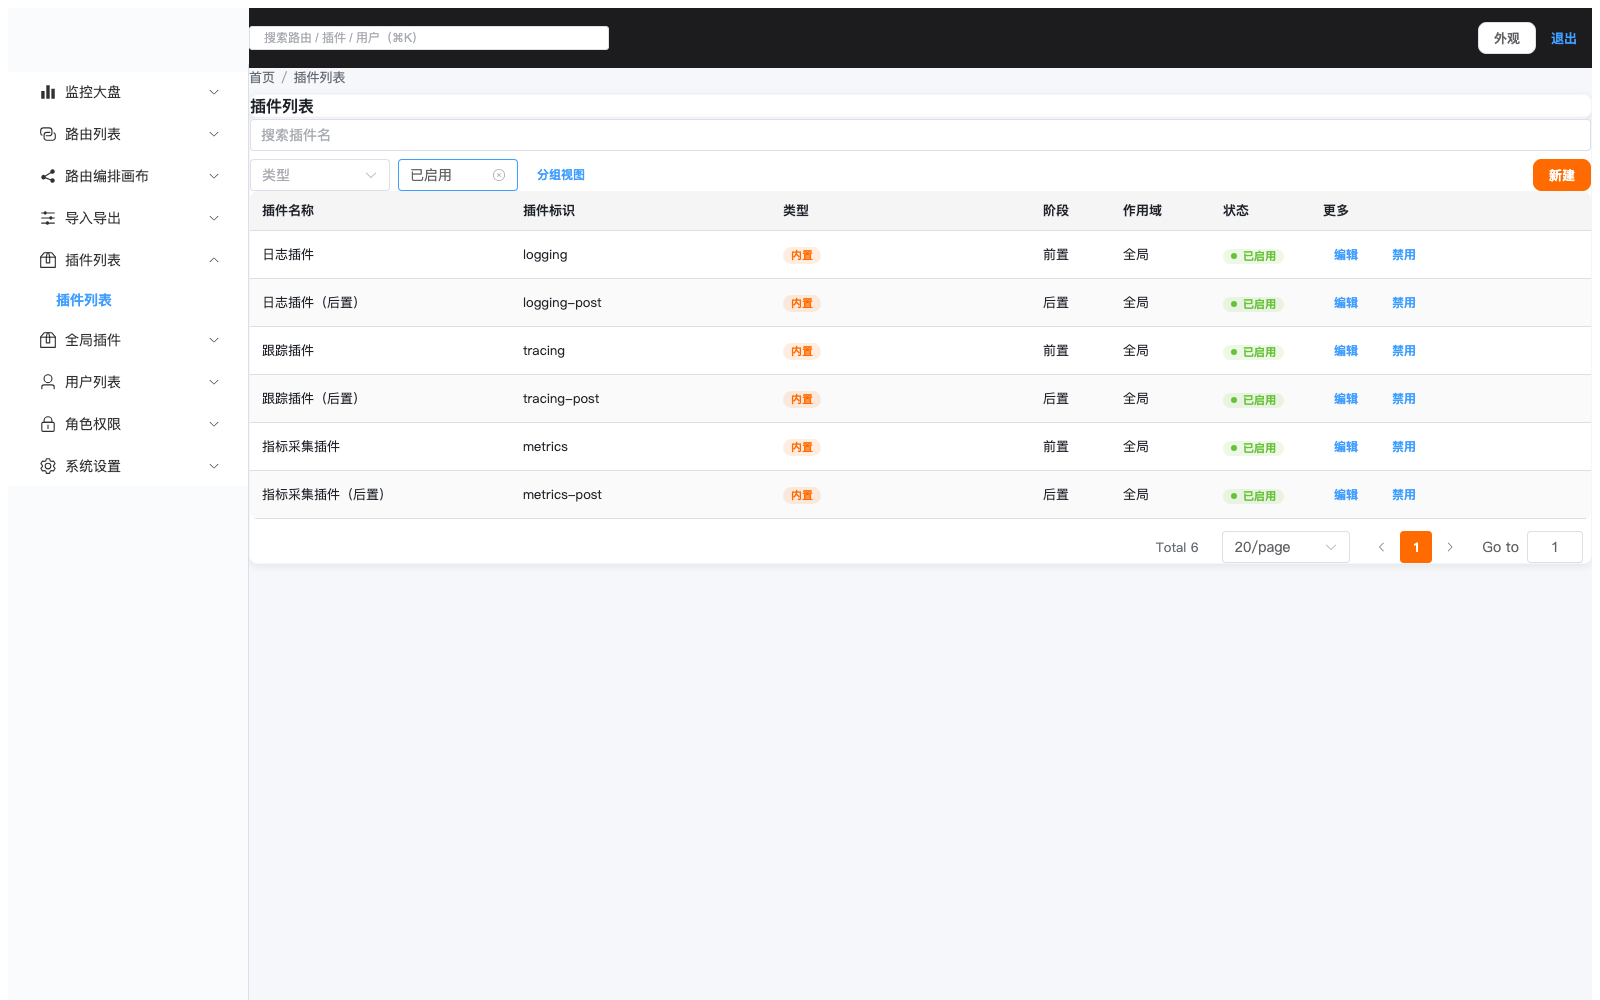 搜索路由 / 插件 / 用户（⌘K）
外观
退出
监控大盘
路由列表
路由编排画布
导入导出
插件列表
插件列表
全局插件
用户列表
角色权限
系统设置
首页 / 插件列表
插件列表
搜索插件名
类型
已启用
分组视图
新建
插件名称 插件标识 类型 阶段 作用域 状态 更多
日志插件 logging 内置 前置 全局 已启用 编辑 禁用
日志插件（后置） logging-post 内置 后置 全局 已启用 编辑 禁用
跟踪插件 tracing 内置 前置 全局 已启用 编辑 禁用
跟踪插件（后置） tracing-post 内置 后置 全局 已启用 编辑 禁用
指标采集插件 metrics 内置 前置 全局 已启用 编辑 禁用
指标采集插件（后置） metrics-post 内置 后置 全局 已启用 编辑 禁用
Total 6 20/page 1 Go to 1